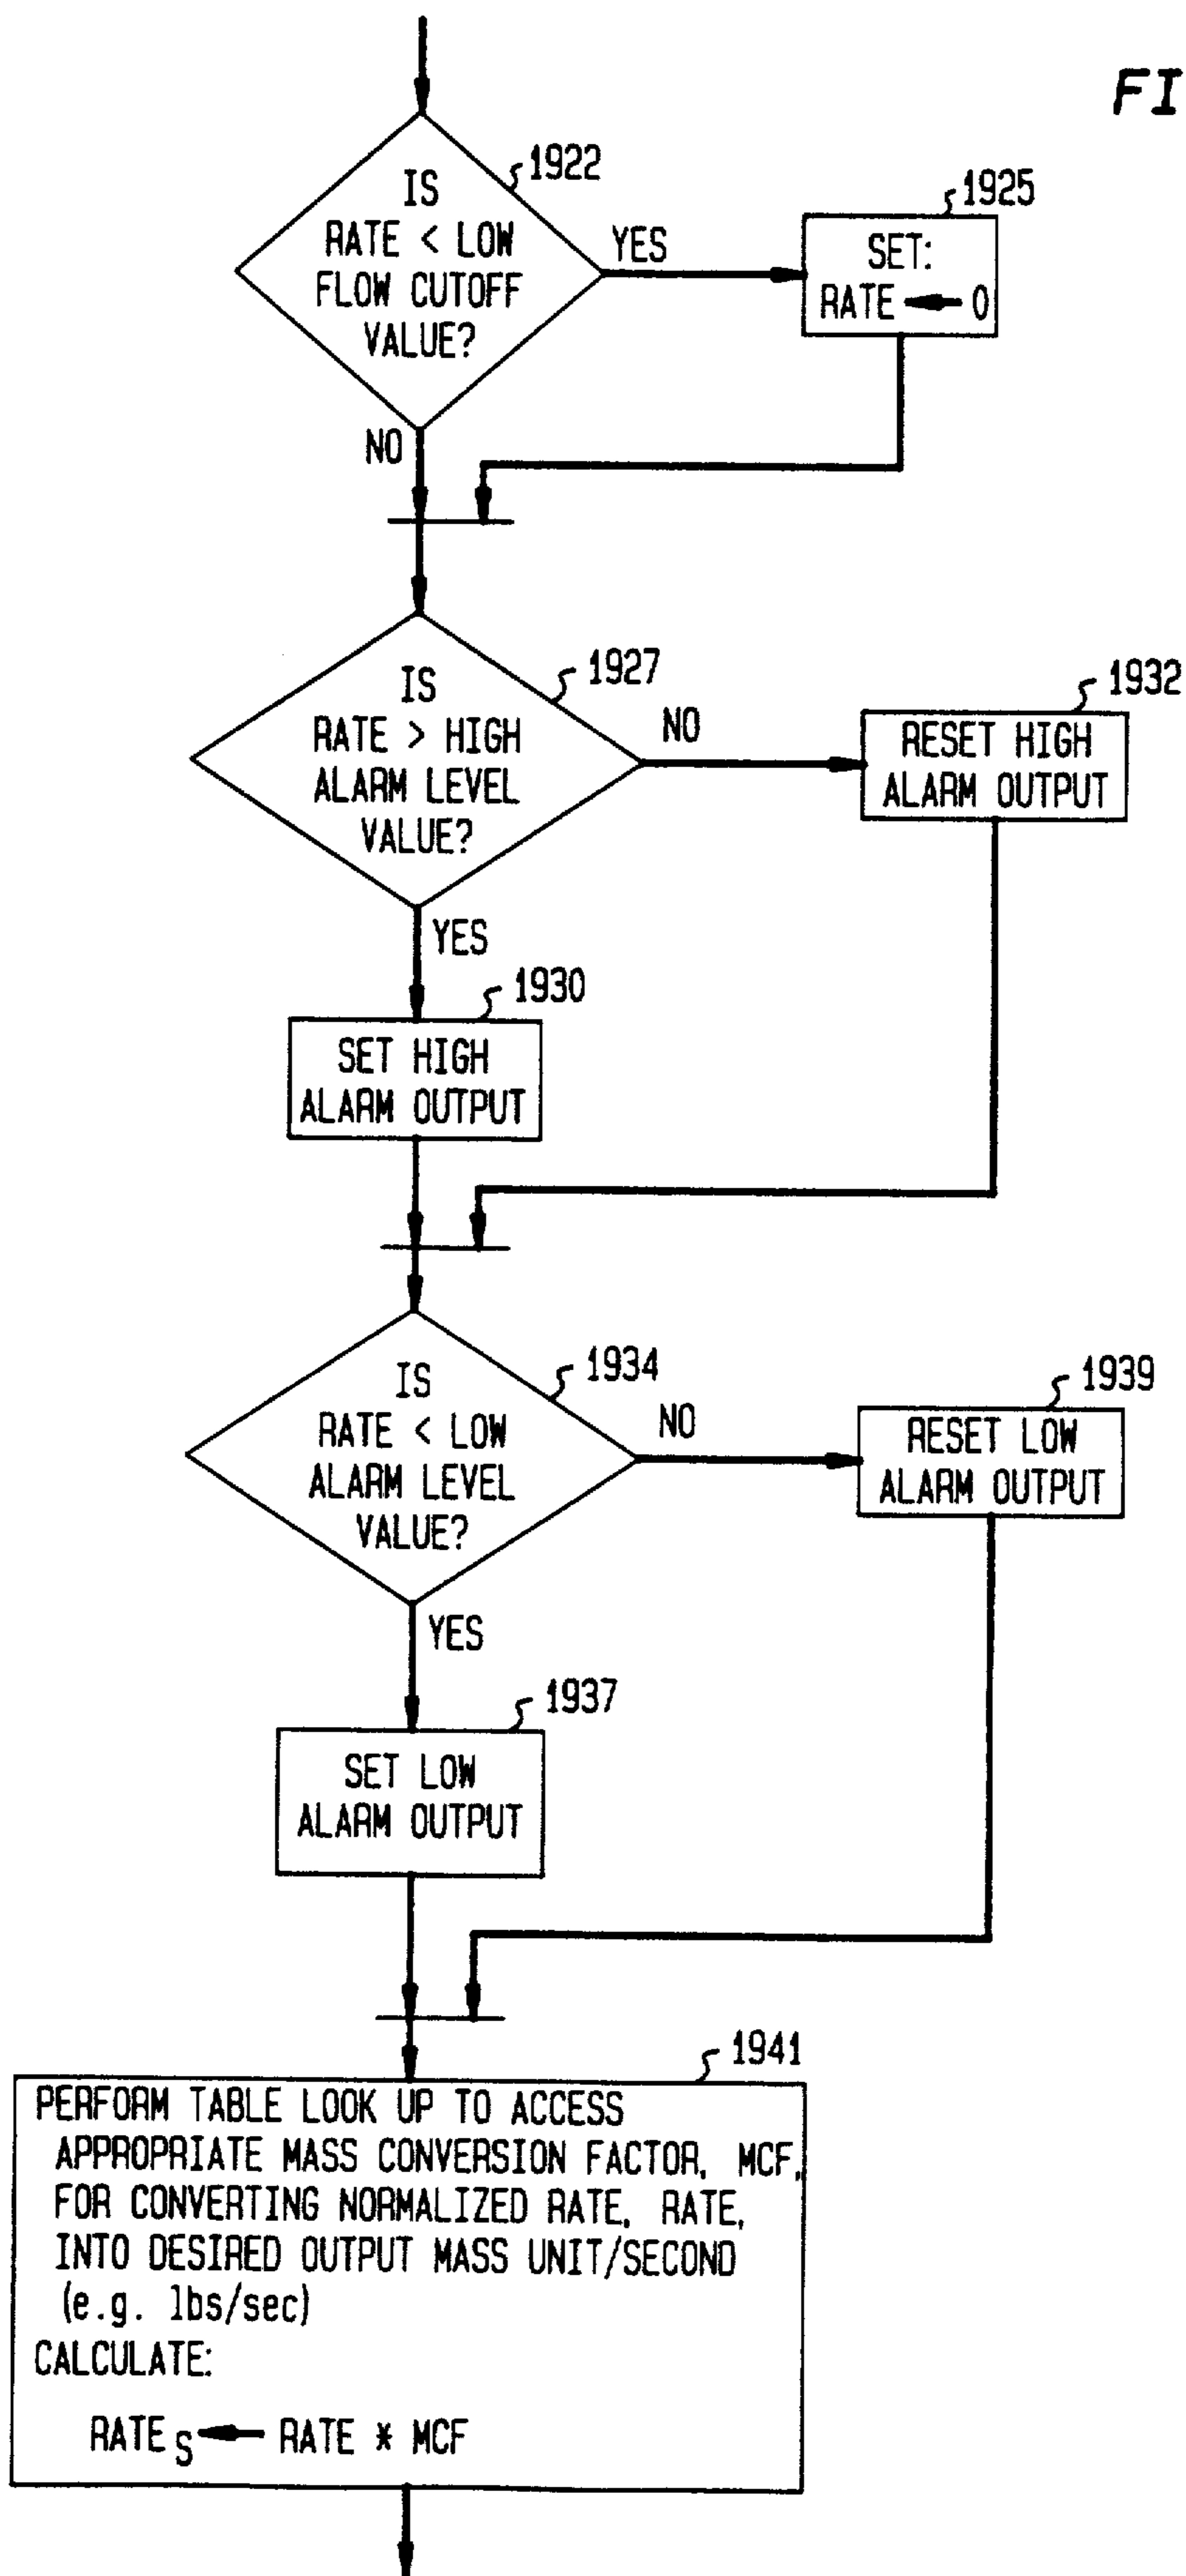 FI
1922
IS
RATE < LOW
FLOW CUTOFF
VALUE?
YES
1925
SET:
RATE ← 0
NO
1927
IS
RATE > HIGH
ALARM LEVEL
VALUE?
NO
1932
RESET HIGH
ALARM OUTPUT
YES
1930
SET HIGH
ALARM OUTPUT
1934
IS
RATE < LOW
ALARM LEVEL
VALUE?
NO
1939
RESET LOW
ALARM OUTPUT
YES
1937
SET LOW
ALARM OUTPUT
1941
PERFORM TABLE LOOK UP TO ACCESS
APPROPRIATE MASS CONVERSION FACTOR, MCF,
FOR CONVERTING NORMALIZED RATE, RATE,
INTO DESIRED OUTPUT MASS UNIT/SECOND
(e.g. lbs/sec)
CALCULATE:
RATE S ← RATE * MCF